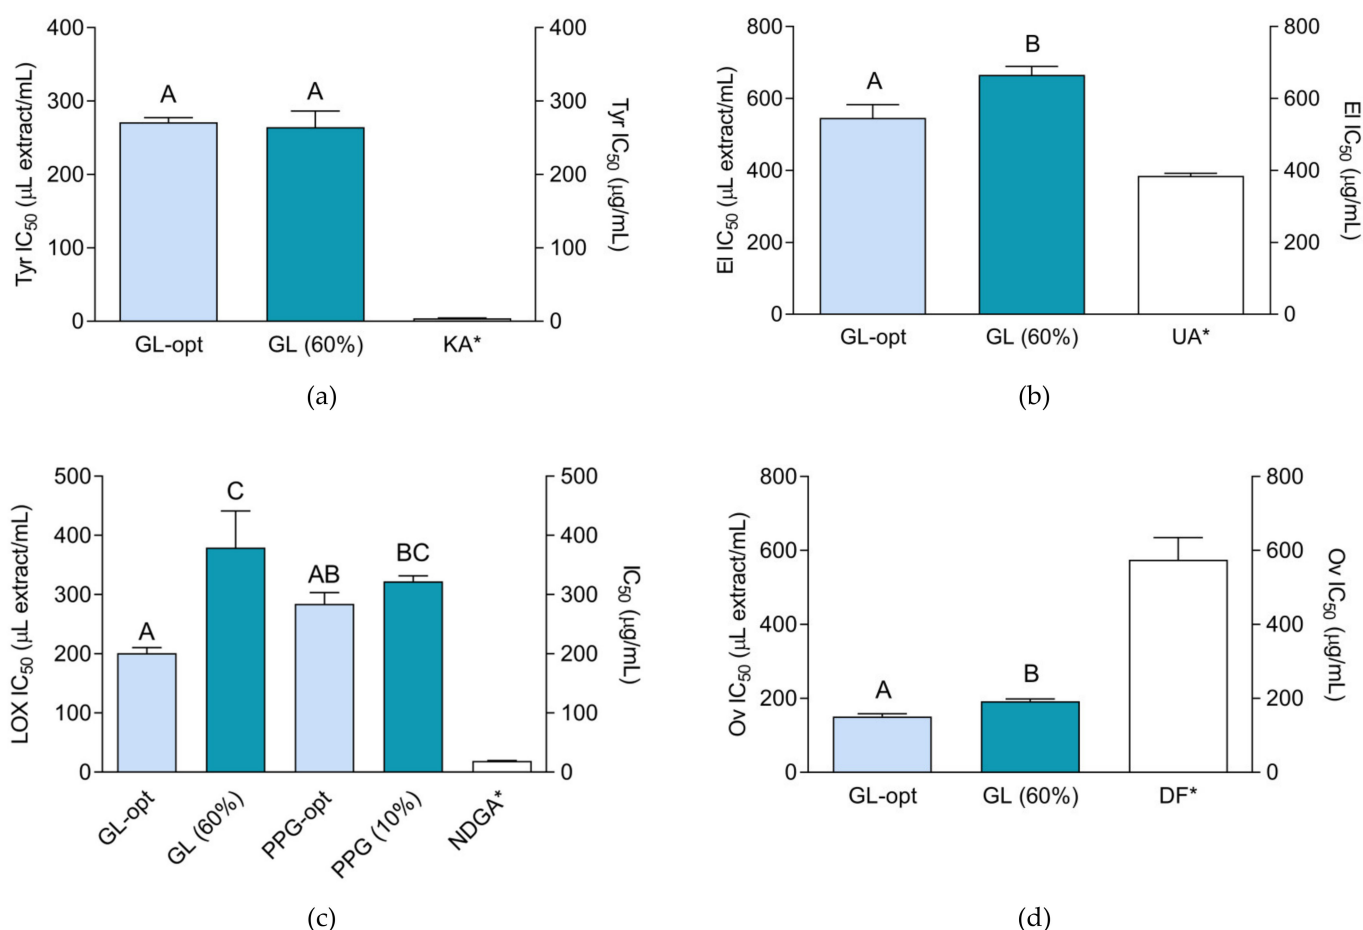 400
300
200
100
0
Tyr IC50 (μL extract/mL)
A
A
400
300
200
100
0
Tyr IC50 (μg/mL)
GL-opt GL (60%) KA*
(a)
800
600
400
200
0
El IC50 (μL extract/mL)
A
B
800
600
400
200
0
El IC50 (μg/mL)
GL-opt GL (60%) UA*
(b)
500
400
300
200
100
0
LOX IC50 (μL extract/mL)
A
C
AB
BC
500
400
300
200
100
0
IC50 (μg/mL)
GL-opt GL (60%) PPG-opt PPG (10%) NDGA*
(c)
800
600
400
200
0
Ov IC50 (μL extract/mL)
A
B
800
600
400
200
0
Ov IC50 (μg/mL)
GL-opt GL (60%) DF*
(d)